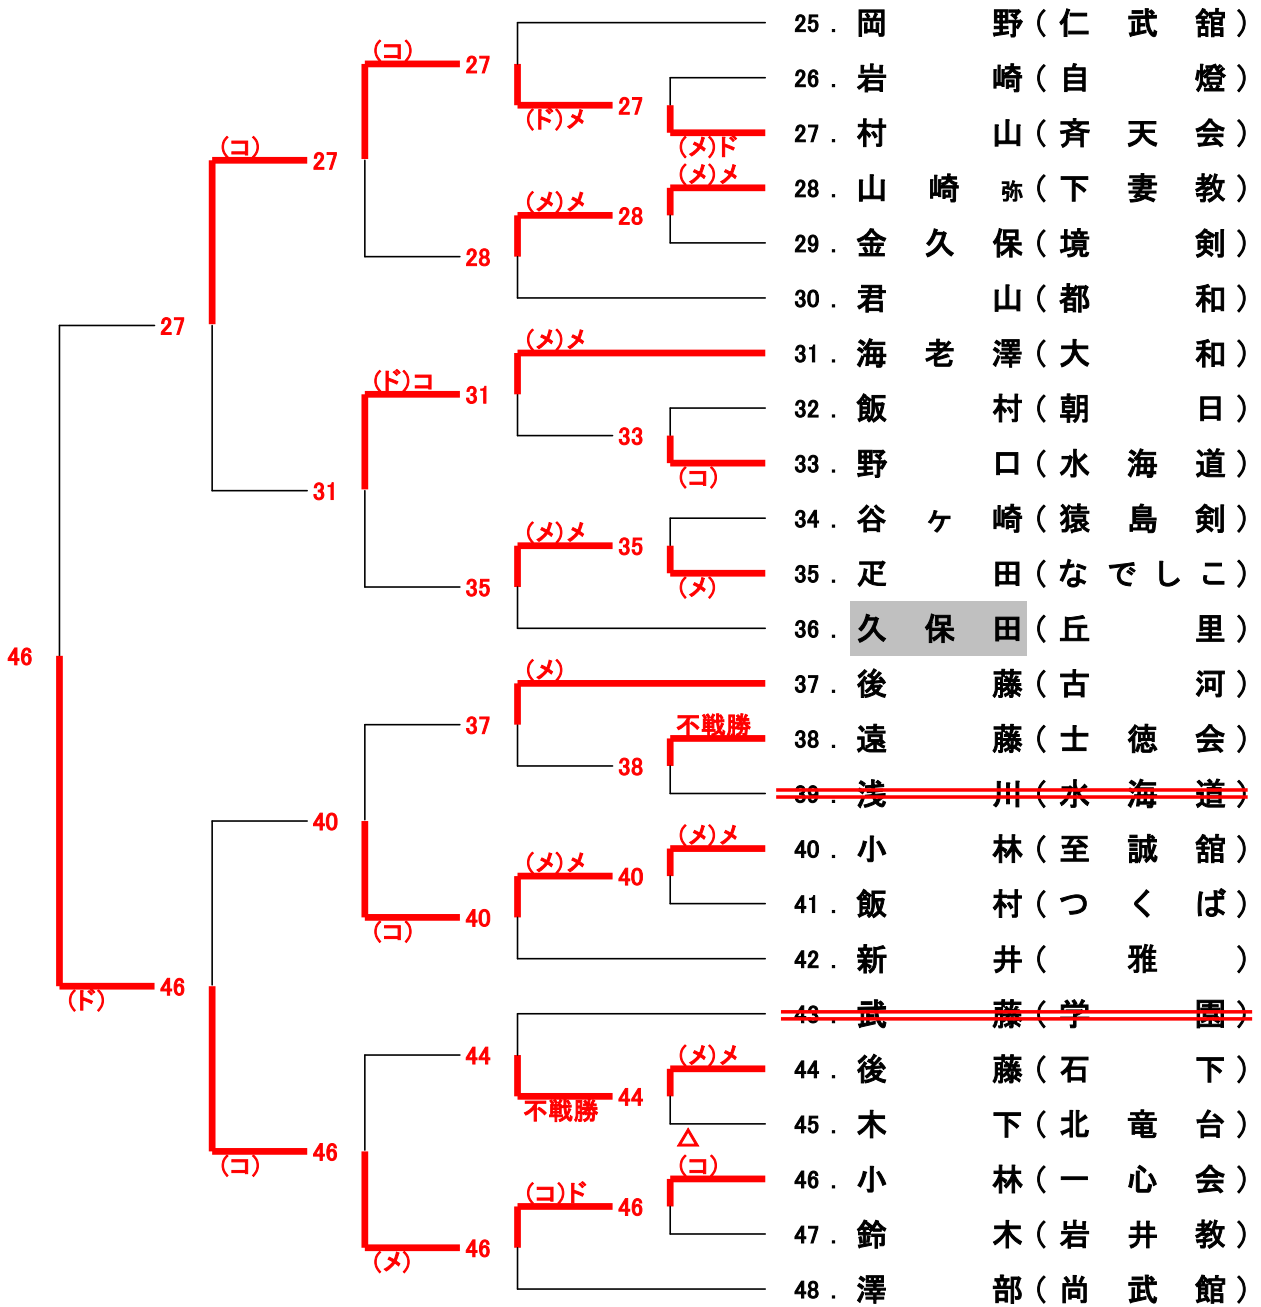 25．岡野（仁武舘）
(コ)
27
26．岩崎（自燈）
(ド)メ
27
27．村山（斉天会）
(メ)ド
(コ)
27
(メ)メ
28．山崎弥（下妻教）
(メ)メ
28
29．金久保（境剣）
28
30．君山（都和）
27
(メ)メ
31．海老澤（大和）
(ド)コ
31
32．飯村（朝日）
33
33．野口（水海道）
(コ)
31
34．谷ヶ崎（猿島剣）
(メ)メ
35
35．疋田（なでしこ）
(メ)
35
36．久保田（丘里）
46
(メ)
37．後藤（古河）
37
不戦勝
38．遠藤（士徳会）
38
39．浅川（水海道）
40
(メ)メ
40．小林（至誠舘）
(メ)メ
40
41．飯村（つくば）
40
(コ)
42．新井（雅）
46
(ド)
43．武藤（学園）
44
(メ)メ
44．後藤（石下）
44
不戦勝
45．木下（北竜台）
△
46
(コ)
(コ)
46．小林（一心会）
(コ)ド
46
47．鈴木（岩井教）
46
(メ)
48．澤部（尚武館）